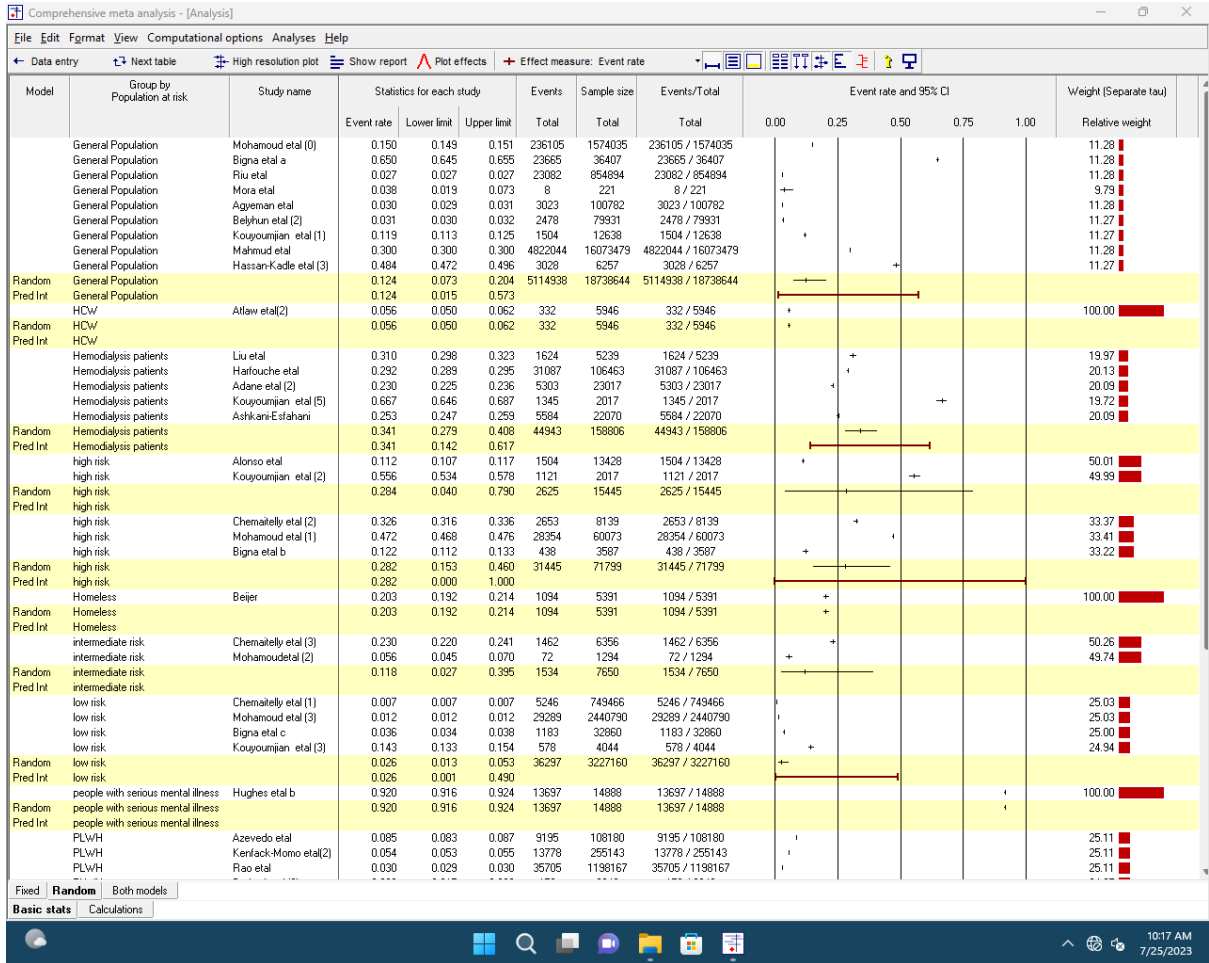 Comprehensive meta analysis - [Analysis]
File Edit Format View Computational options Analyses Help
← Data entry Next table High resolution plot Show report Plot effects Effect measure: Event rate
Model Group by Population at risk Study name Statistics for each study Events Sample size Events/Total Event rate and 95% CI Weight (Separate tau)
Event rate Lower limit Upper limit Total Total Total 0.00 0.25 0.50 0.75 1.00 Relative weight
General Population Mohamoud etal (0) 0.150 0.149 0.151 236105 1574035 236105 / 1574035 11.28
General Population Bigna etal a 0.650 0.645 0.655 23665 36407 23665 / 36407 11.28
General Population Riu etal 0.027 0.027 0.027 23082 854894 23082 / 854894 11.28
General Population Mora etal 0.038 0.019 0.073 8 221 8 / 221 9.79
General Population Agyeman etal 0.030 0.029 0.031 3023 100782 3023 / 100782 11.28
General Population Belyhun etal (2) 0.031 0.030 0.032 2478 79931 2478 / 79931 11.27
General Population Kouyoumjian etal (1) 0.119 0.113 0.125 1504 12638 1504 / 12638 11.27
General Population Mahmud etal 0.300 0.300 0.300 4822044 16073479 4822044 / 16073479 11.28
General Population Hassan-Kadle etal (3) 0.484 0.472 0.496 3028 6257 3028 / 6257 11.27
Random General Population 0.124 0.073 0.204 5114938 18738644 5114938 / 18738644
Pred Int General Population 0.124 0.015 0.573
HCW Atlaw etal(2) 0.056 0.050 0.062 332 5946 332 / 5946 100.00
Random HCW 0.056 0.050 0.062 332 5946 332 / 5946
Pred Int HCW
Hemodialysis patients Liu etal 0.310 0.298 0.323 1624 5239 1624 / 5239 19.97
Hemodialysis patients Harfouche etal 0.292 0.289 0.295 31087 106463 31087 / 106463 20.13
Hemodialysis patients Adane etal (2) 0.230 0.225 0.236 5303 23017 5303 / 23017 20.09
Hemodialysis patients Kouyoumjian etal (5) 0.667 0.646 0.687 1345 2017 1345 / 2017 19.72
Hemodialysis patients Ashkani-Esfahani 0.253 0.247 0.259 5584 22070 5584 / 22070 20.09
Random Hemodialysis patients 0.341 0.279 0.408 44943 158806 44943 / 158806
Pred Int Hemodialysis patients 0.341 0.142 0.617
high risk Alonso etal 0.112 0.107 0.117 1504 13428 1504 / 13428 50.01
high risk Kouyoumjian etal (2) 0.556 0.534 0.578 1121 2017 1121 / 2017 49.99
Random high risk 0.284 0.040 0.790 2625 15445 2625 / 15445
Pred Int high risk
high risk Chemaitelly etal (2) 0.326 0.316 0.336 2653 8139 2653 / 8139 33.37
high risk Mohamoud etal (1) 0.472 0.468 0.476 28354 60073 28354 / 60073 33.41
high risk Bigna etal b 0.122 0.112 0.133 438 3587 438 / 3587 33.22
Random high risk 0.282 0.153 0.460 31445 71799 31445 / 71799
Pred Int high risk 0.282 0.000 1.000
Homeless Beijer 0.203 0.192 0.214 1094 5391 1094 / 5391 100.00
Random Homeless 0.203 0.192 0.214 1094 5391 1094 / 5391
Pred Int Homeless
intermediate risk Chemaitelly etal (3) 0.230 0.220 0.241 1462 6356 1462 / 6356 50.26
intermediate risk Mohamoudetal (2) 0.056 0.045 0.070 72 1294 72 / 1294 49.74
Random intermediate risk 0.118 0.027 0.395 1534 7650 1534 / 7650
Pred Int intermediate risk
low risk Chemaitelly etal (1) 0.007 0.007 0.007 5246 749466 5246 / 749466 25.03
low risk Mohamoud etal (3) 0.012 0.012 0.012 29289 2440790 29289 / 2440790 25.03
low risk Bigna etal c 0.036 0.034 0.038 1183 32860 1183 / 32860 25.00
low risk Kouyoumjian etal (3) 0.143 0.133 0.154 578 4044 578 / 4044 24.94
Random low risk 0.026 0.013 0.053 36297 3227160 36297 / 3227160
Pred Int low risk 0.026 0.001 0.490
people with serious mental illness Hughes etal b 0.920 0.916 0.924 13697 14888 13697 / 14888 100.00
Random people with serious mental illness 0.920 0.916 0.924 13697 14888 13697 / 14888
Pred Int people with serious mental illness
PLWH Azevedo etal 0.085 0.083 0.087 9195 108180 9195 / 108180 25.11
PLWH Kenfack-Momo etal(2) 0.054 0.053 0.055 13778 255143 13778 / 255143 25.11
PLWH Rao etal 0.030 0.029 0.030 35705 1198167 35705 / 1198167 25.11
Fixed Random Both models
Basic stats Calculations
10:17 AM
7/25/2023